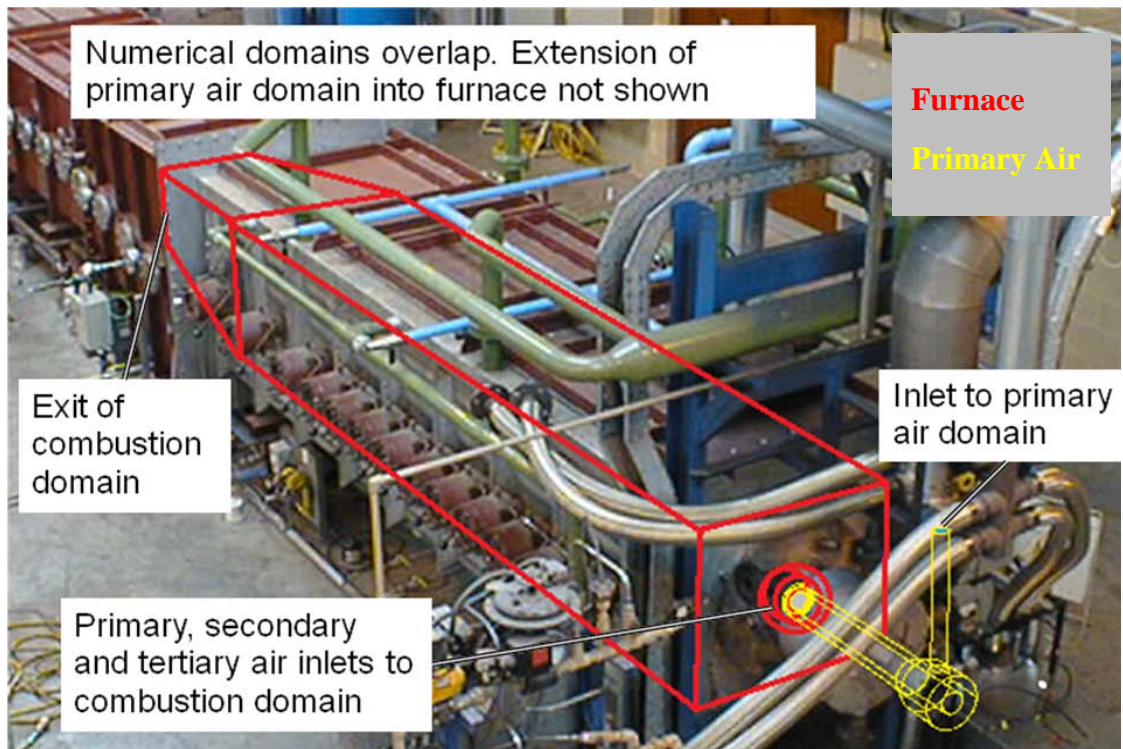 Numerical domains overlap. Extension of
primary air domain into furnace not shown
Furnace
Primary Air
Exit of
combustion
domain
Inlet to primary
air domain
Primary, secondary
and tertiary air inlets to
combustion domain